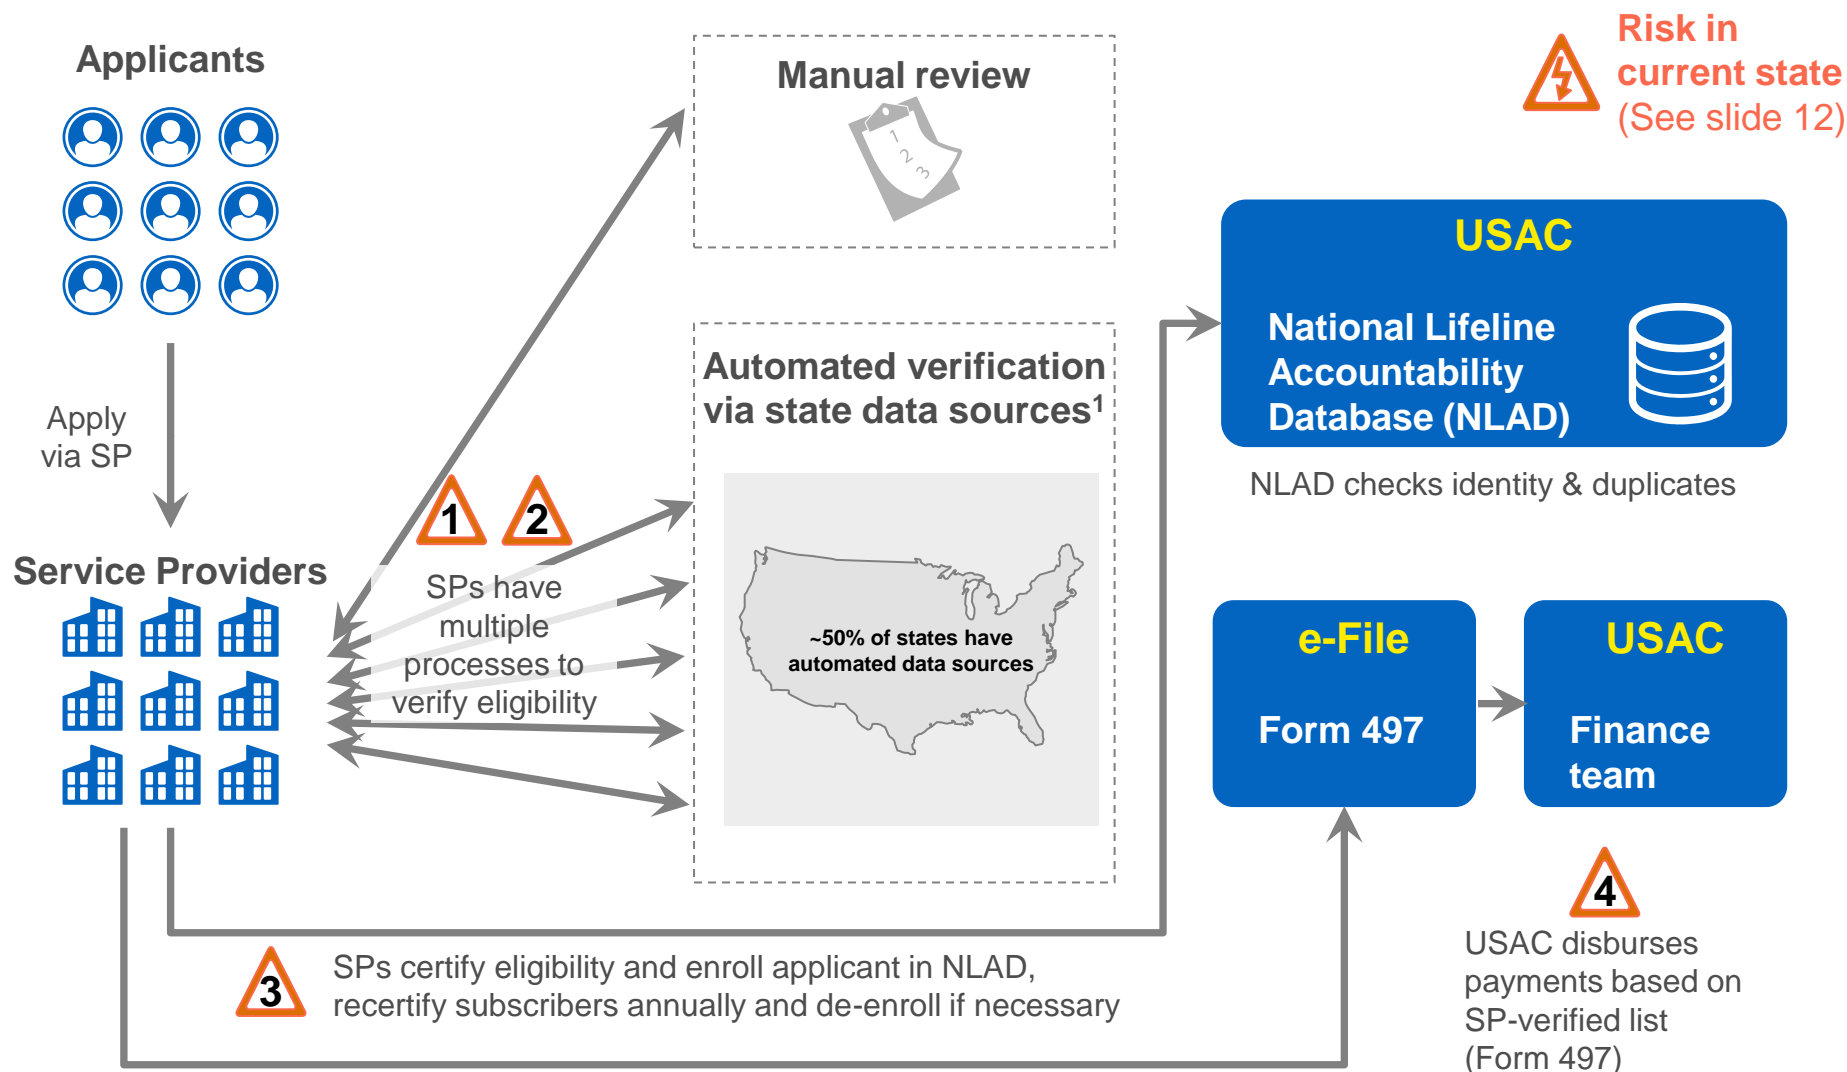 Applicants
Apply
via SP
Service Providers
Manual review
1
2
3
Automated verification
via state data sources¹
~50% of states have
automated data sources
1
2
SPs have
multiple
processes to
verify eligibility
3
SPs certify eligibility and enroll applicant in NLAD,
recertify subscribers annually and de-enroll if necessary
Risk in
current state
(See slide 12)
USAC
National Lifeline
Accountability
Database (NLAD)
NLAD checks identity & duplicates
e-File
Form 497
USAC
Finance
team
4
USAC disburses
payments based on
SP-verified list
(Form 497)